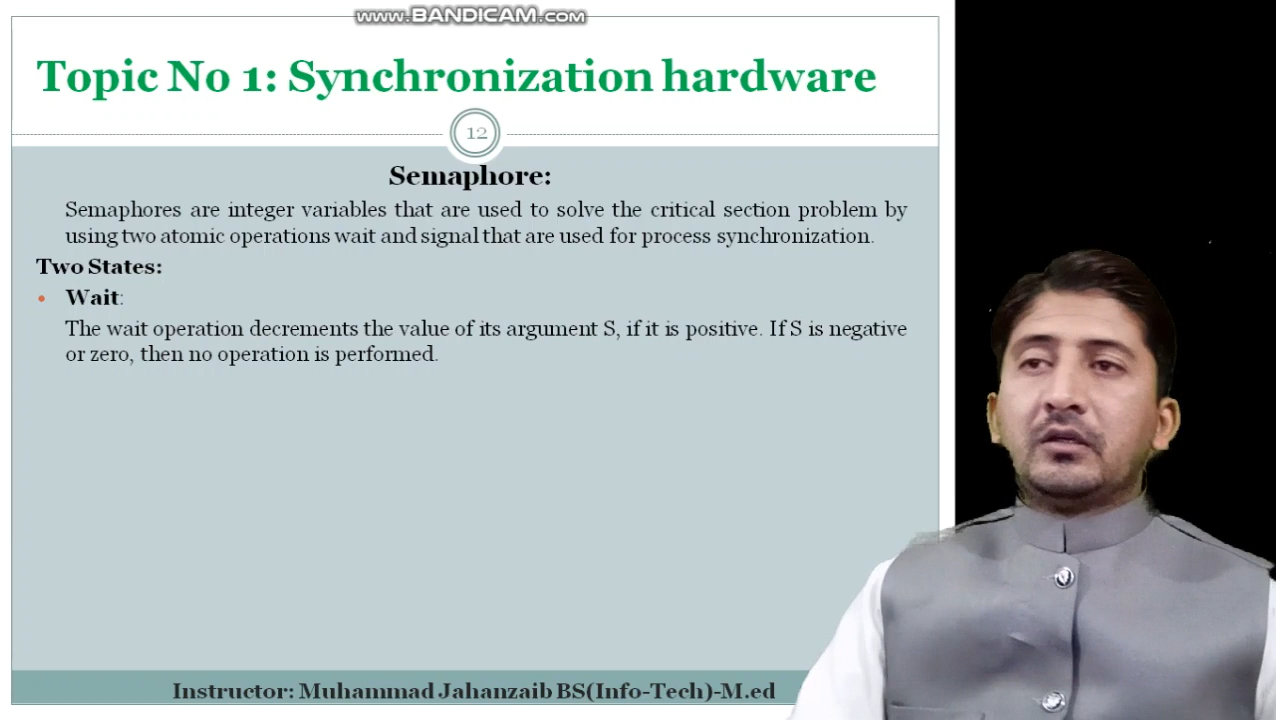 www.BANDICAM.com
Topic No 1: Synchronization hardware
12
Semaphore:
Semaphores are integer variables that are used to solve the critical section problem by
using two atomic operations wait and signal that are used for process synchronization.
Two States:
• Wait:
The wait operation decrements the value of its argument S, if it is positive. If S is negative
or zero, then no operation is performed.
Instructor: Muhammad Jahanzaib BS(Info-Tech)-M.ed